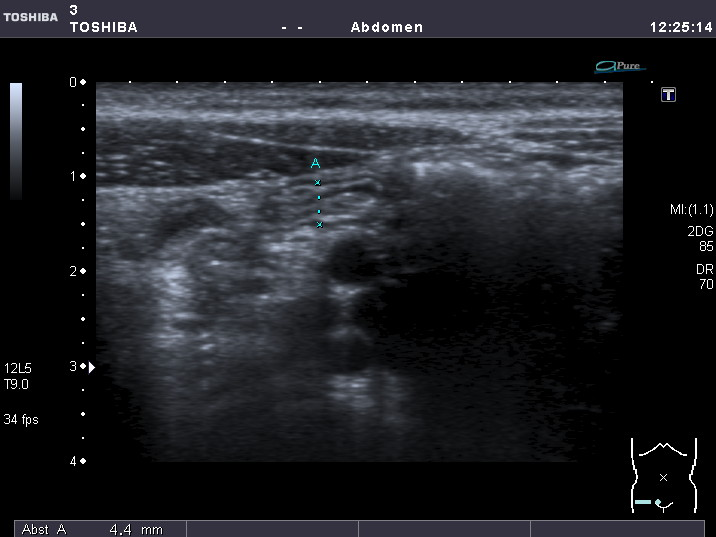 TOSHIBA
3
TOSHIBA - - Abdomen 12:25:14
Pure
T
0
A
1
MI:(1.1)
2DG
85
2
DR
70
3
12L5
T9.0
34 fps
4
Abst A 4.4 mm